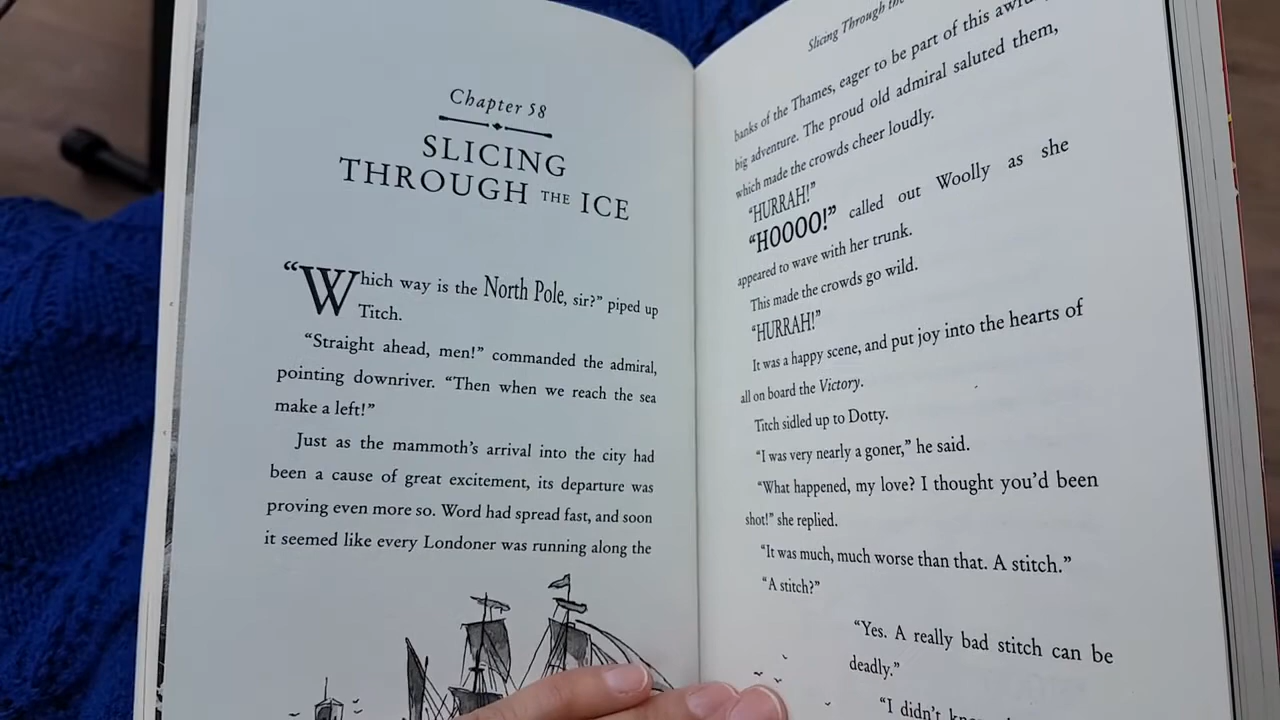 Chapter 58
SLICING
THROUGH THE ICE
“Which way is the North Pole, sir?” piped up
Titch.
“Straight ahead, men!” commanded the admiral,
pointing downriver. “Then when we reach the sea
make a left!”
Just as the mammoth’s arrival into the city had
been a cause of great excitement, its departure was
proving even more so. Word had spread fast, and soon
it seemed like every Londoner was running along the
Slicing Through the
banks of the Thames, eager to be part of this
big adventure. The proud old admiral saluted them,
which made the crowds cheer loudly.
“HURRAH!”
“HOOOO!” called out Woolly as she
appeared to wave with her trunk.
This made the crowds go wild.
“HURRAH!”
It was a happy scene, and put joy into the hearts of
all on board the Victory.
Titch sidled up to Dotty.
“I was very nearly a goner,” he said.
“What happened, my love? I thought you’d been
shot!” she replied.
“It was much, much worse than that. A stitch.”
“A stitch?”
“Yes. A really bad stitch can be
deadly.”
“I didn’t